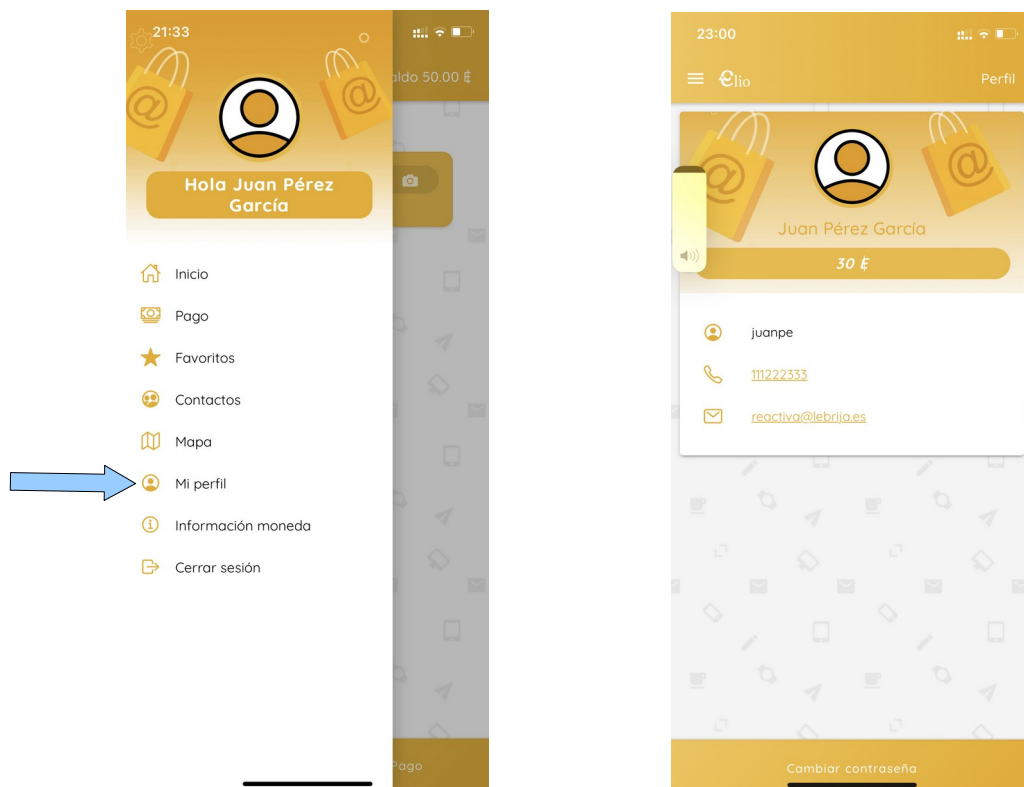 21:33
aldo 50.00 ₤
@
@
Hola Juan Pérez
García
Inicio
Pago
Favoritos
Contactos
Mapa
Mi perfil
Información moneda
Cerrar sesión
Pago
23:00
Elio
Perfil
@
@
Juan Pérez García
30 ₤
juanpe
111222333
reactiva@lebrija.es
Cambiar contraseña